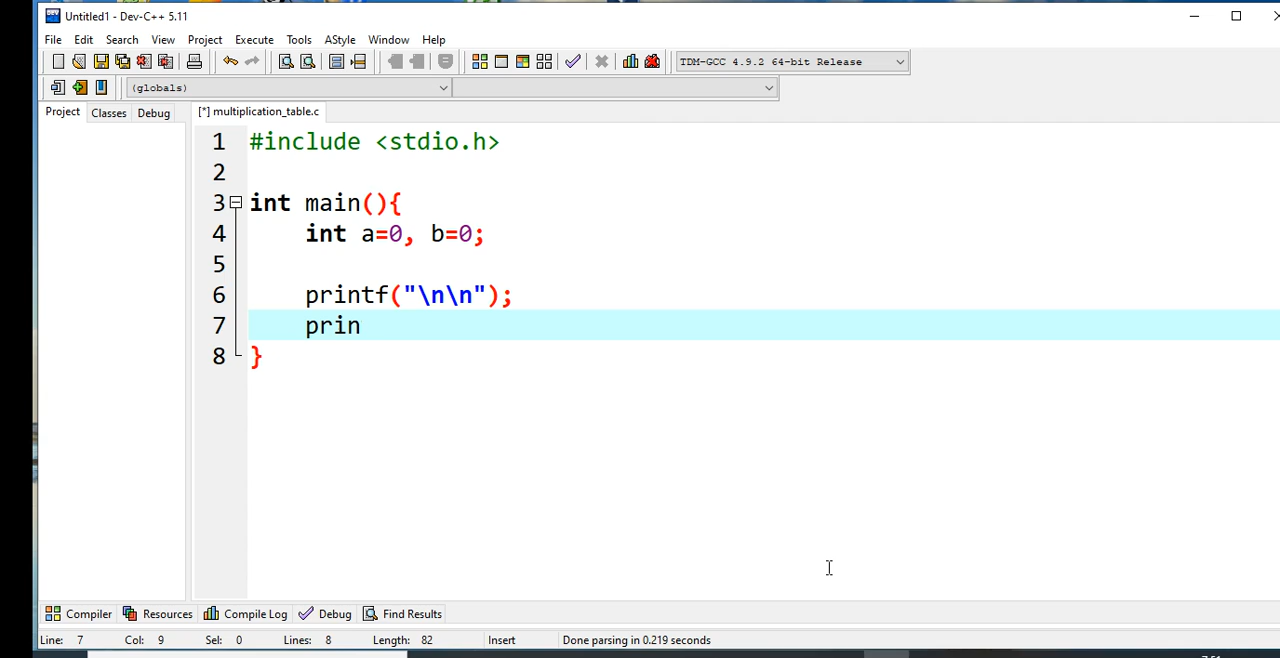 Untitled1 - Dev-C++ 5.11
File Edit Search View Project Execute Tools AStyle Window Help
TDM-GCC 4.9.2 64-bit Release
(globals)
Project Classes Debug [*] multiplication_table.c
1 #include <stdio.h>
2
3 int main(){
4 int a=0, b=0;
5
6 printf("\n\n");
7 prin
8 }
Compiler Resources Compile Log Debug Find Results
Line: 7 Col: 9 Sel: 0 Lines: 8 Length: 82 Insert Done parsing in 0.219 seconds